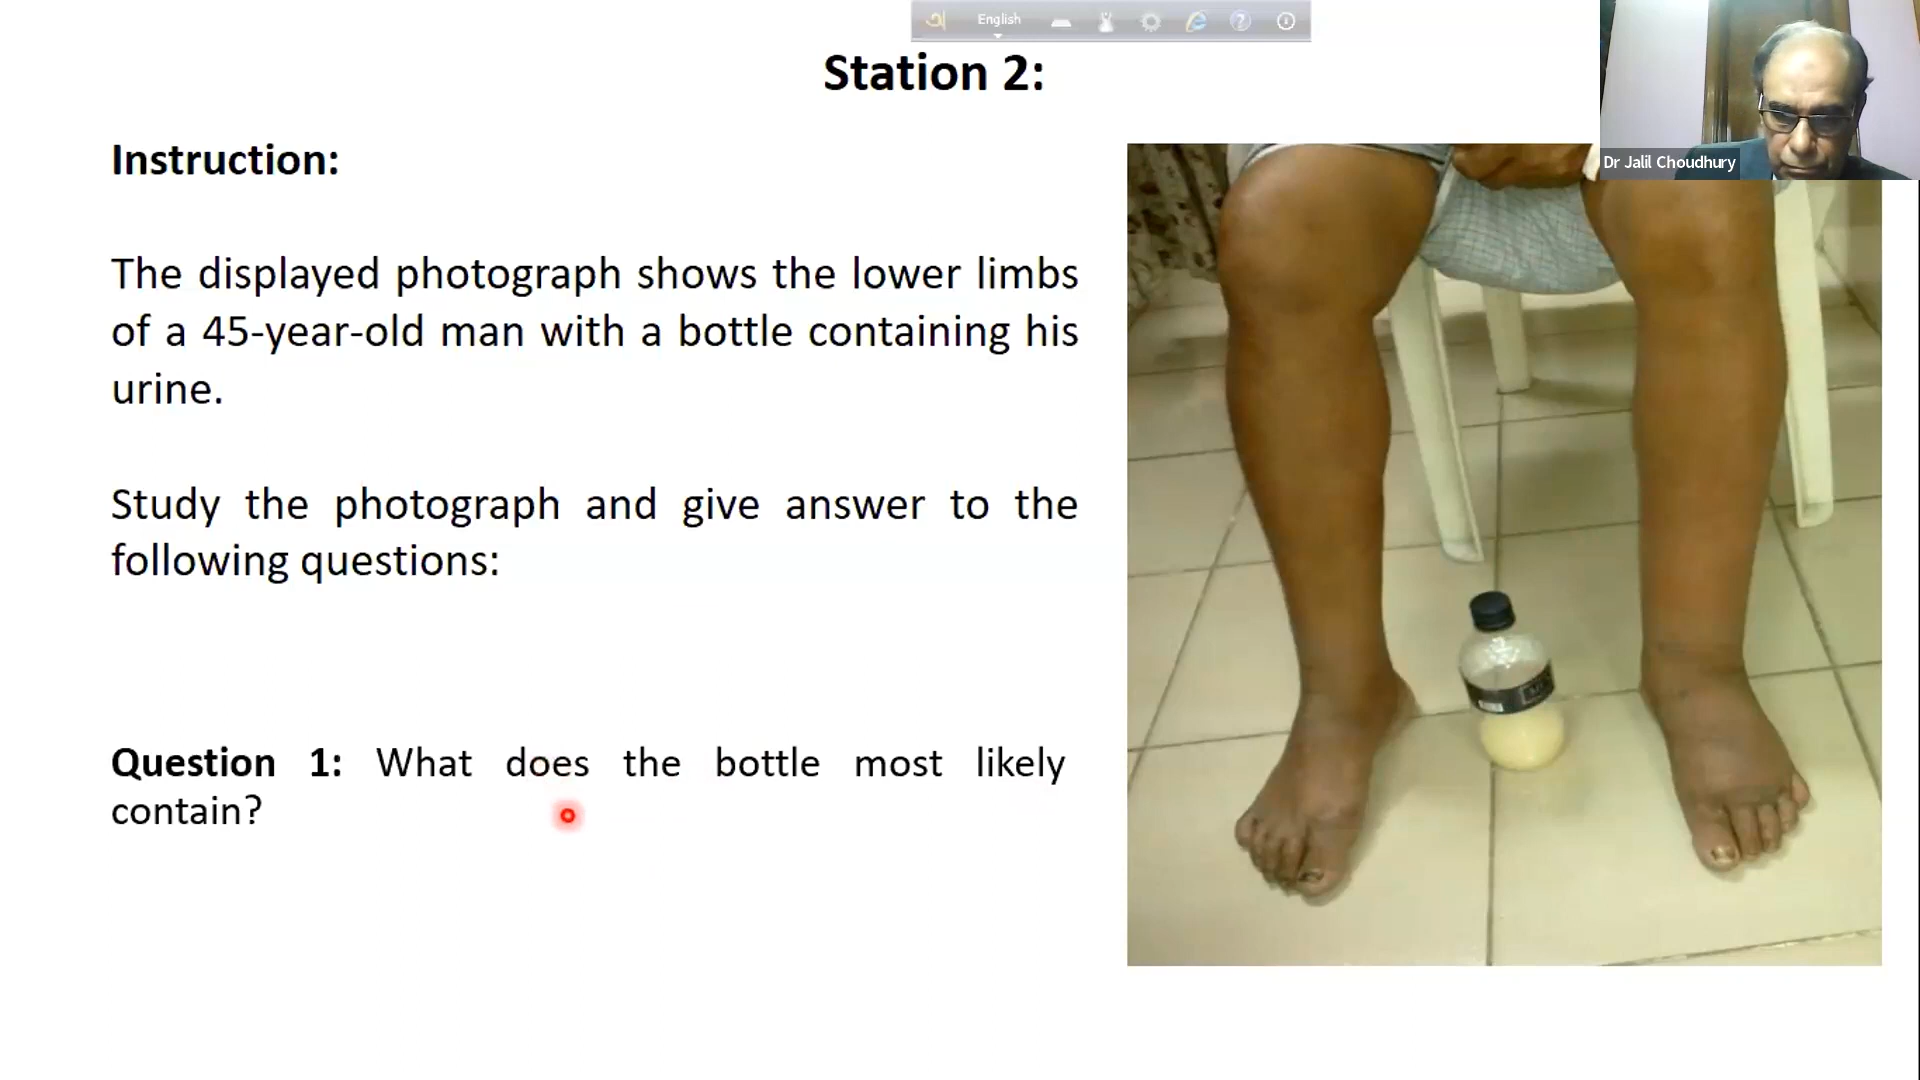 English
Station 2:
Dr Jalil Choudhury
Instruction:
The displayed photograph shows the lower limbs
of a 45-year-old man with a bottle containing his
urine.
Study the photograph and give answer to the
following questions:
Question 1: What does the bottle most likely
contain?